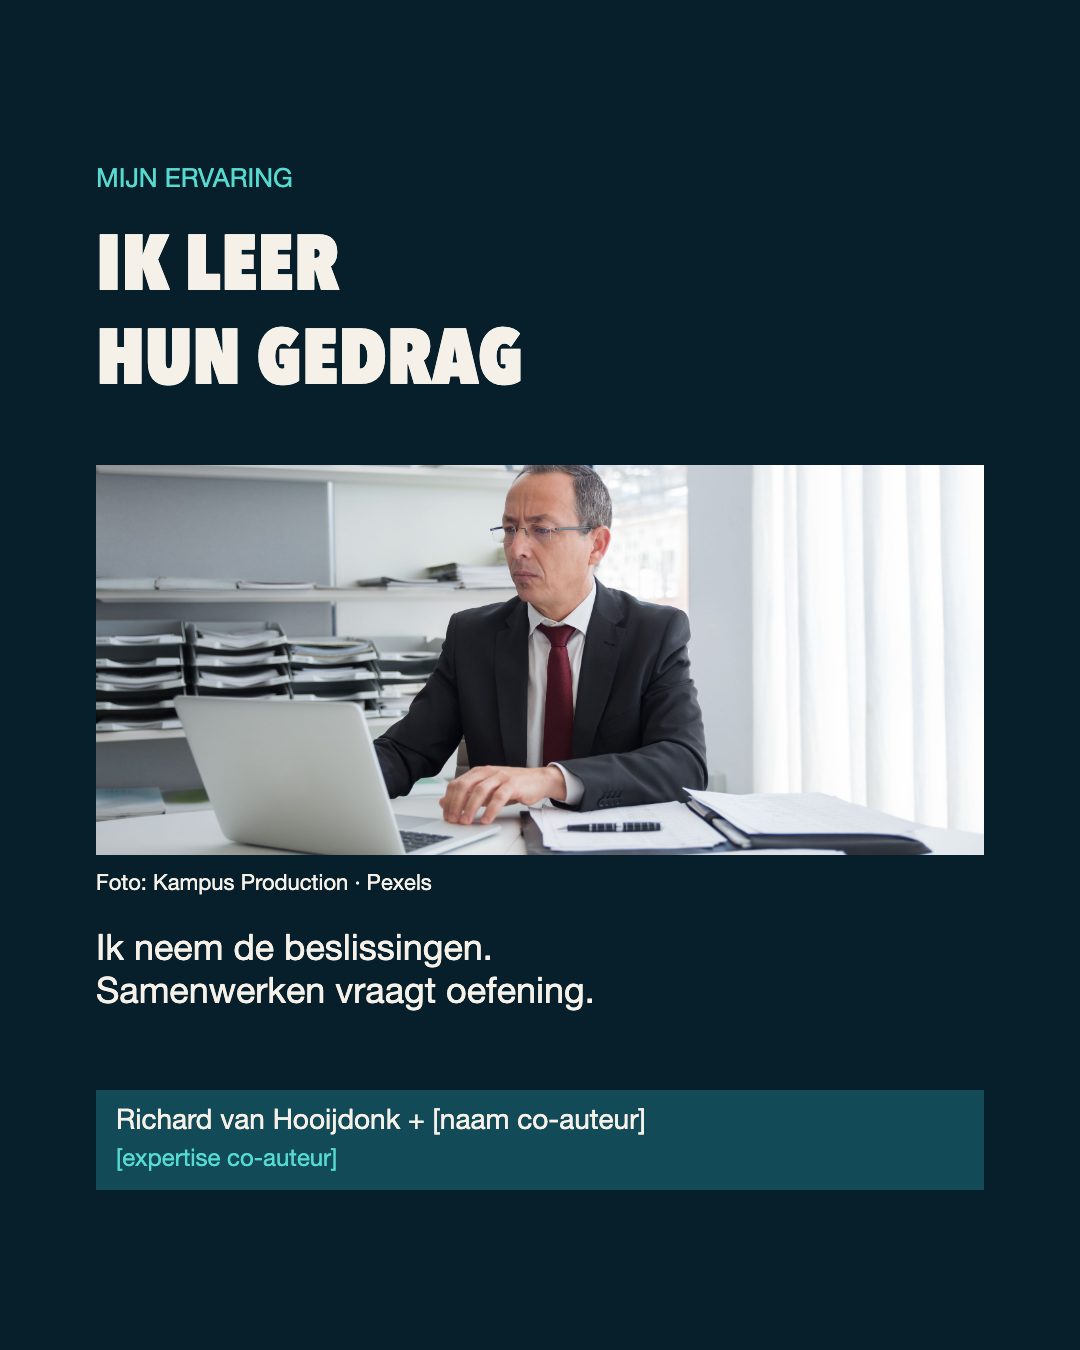 MIJN ERVARING
IK LEER
HUN GEDRAG
Foto: Kampus Production · Pexels
Ik neem de beslissingen.
Samenwerken vraagt oefening.
Richard van Hooijdonk + [naam co-auteur]
[expertise co-auteur]